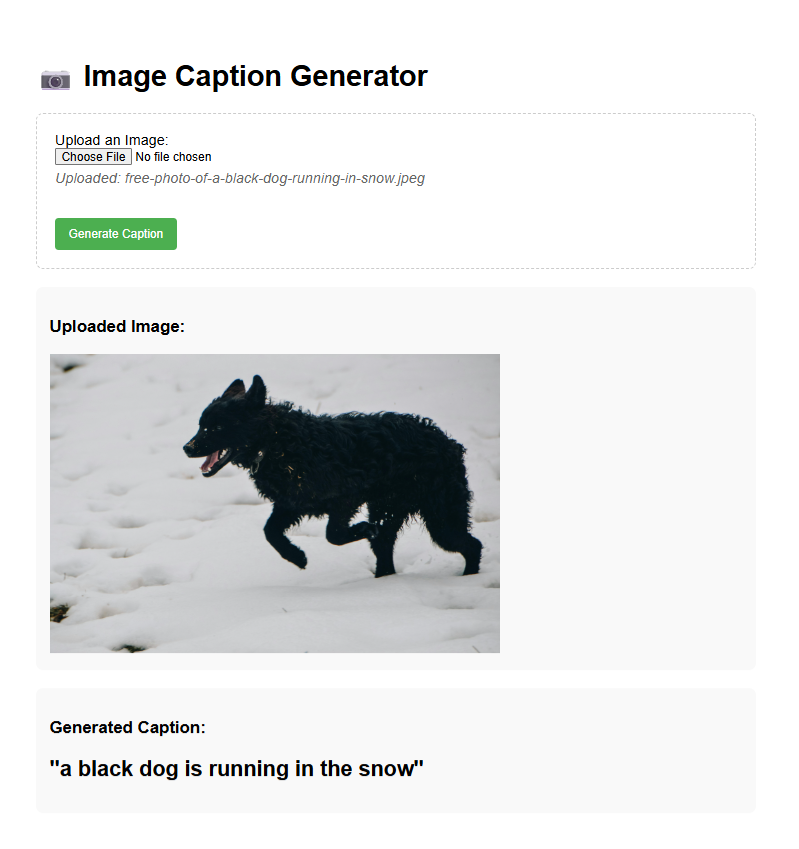 Image Caption Generator
Upload an Image:
Choose File No file chosen
Uploaded: free-photo-of-a-black-dog-running-in-snow.jpeg
Generate Caption
Uploaded Image:
Generated Caption:
"a black dog is running in the snow"